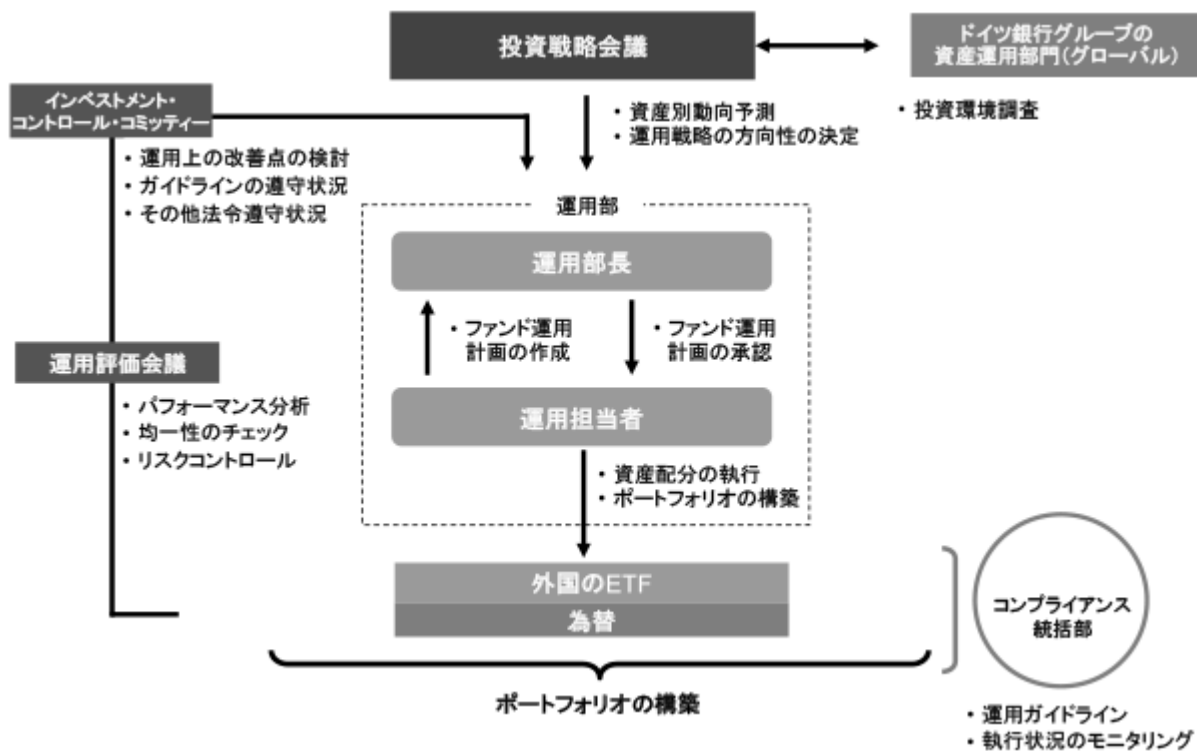 投資戦略会議
ドイツ銀行グループの
資産運用部門(グローバル)
・投資環境調査
・資産別動向予測
・運用戦略の方向性の決定
インベストメント・
コントロール・コミッティー
・運用上の改善点の検討
・ガイドラインの遵守状況
・その他法令遵守状況
運用部
運用部長
・ファンド運用
計画の作成
・ファンド運用
計画の承認
運用評価会議
・パフォーマンス分析
・均一性のチェック
・リスクコントロール
運用担当者
・資産配分の執行
・ポートフォリオの構築
外国のETF
為替
ポートフォリオの構築
コンプライアンス
統括部
・運用ガイドライン
・執行状況のモニタリング